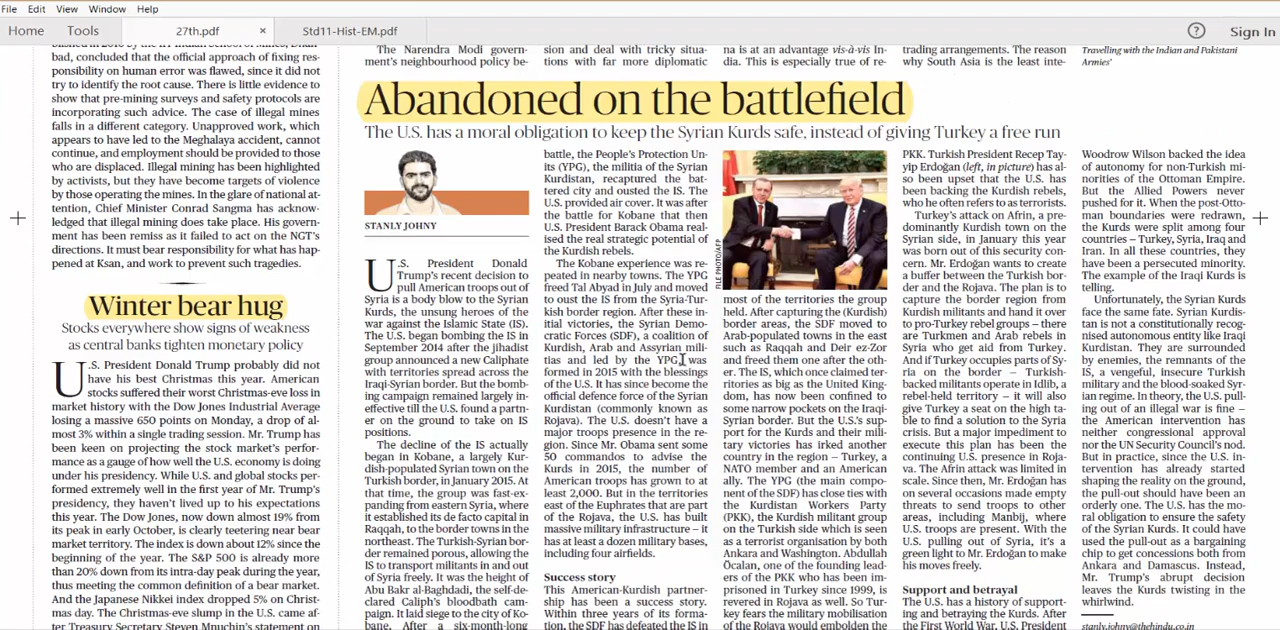 File Edit View Window Help
Home Tools 27th.pdf × Std11-Hist-EM.pdf ? Sign In
bad, concluded that the official approach of fixing res-
ponsibility on human error was flawed, since it did not
try to identify the root cause. There is little evidence to
show that pre-mining surveys and safety protocols are
incorporating such advice. The case of illegal mines
falls in a different category. Unapproved work, which
appears to have led to the Meghalaya accident, cannot
continue, and employment should be provided to those
who are displaced. Illegal mining has been highlighted
by activists, but they have become targets of violence
by those operating the mines. In the glare of national at-
tention, Chief Minister Conrad Sangma has acknow-
ledged that illegal mining does take place. His govern-
ment has been remiss as it failed to act on the NGT's
directions. It must bear responsibility for what has hap-
pened at Ksan, and work to prevent such tragedies.
Winter bear hug
Stocks everywhere show signs of weakness
as central banks tighten monetary policy
U.S. President Donald Trump probably did not
have his best Christmas this year. American
stocks suffered their worst Christmas-eve loss in
market history with the Dow Jones Industrial Average
losing a massive 650 points on Monday, a drop of al-
most 3% within a single trading session. Mr. Trump has
been keen on projecting the stock market's perfor-
mance as a gauge of how well the U.S. economy is doing
under his presidency. While U.S. and global stocks per-
formed extremely well in the first year of Mr. Trump's
presidency, they haven't lived up to his expectations
this year. The Dow Jones, now down almost 19% from
its peak in early October, is clearly teetering near bear
market territory. The index is down about 12% since the
beginning of the year. The S&P 500 is already more
than 20% down from its intra-day peak during the year,
thus meeting the common definition of a bear market.
And the Japanese Nikkei index dropped 5% on Christ-
mas day. The Christmas-eve slump in the U.S. came af-
ter Treasury Secretary Steven Mnuchin's statement on
The Narendra Modi govern-
ment's neighbourhood policy be-
sion and deal with tricky situa-
tions with far more diplomatic
na is at an advantage vis-à-vis In-
dia. This is especially true of re-
trading arrangements. The reason
why South Asia is the least inte-
Travelling with the Indian and Pakistani
Armies'
Abandoned on the battlefield
The U.S. has a moral obligation to keep the Syrian Kurds safe, instead of giving Turkey a free run
STANLY JOHNY
U.S. President Donald
Trump's recent decision to
pull American troops out of
Syria is a body blow to the Syrian
Kurds, the unsung heroes of the
war against the Islamic State (IS).
The U.S. began bombing the IS in
September 2014 after the jihadist
group announced a new Caliphate
with territories spread across the
Iraqi-Syrian border. But the bomb-
ing campaign remained largely in-
effective till the U.S. found a partn-
er on the ground to take on IS
positions.
The decline of the IS actually
began in Kobane, a largely Kur-
dish-populated Syrian town on the
Turkish border, in January 2015. At
that time, the group was fast-ex-
panding from eastern Syria, where
it established its de facto capital in
Raqqah, to the border towns in the
northeast. The Turkish-Syrian bor-
der remained porous, allowing the
IS to transport militants in and out
of Syria freely. It was the height of
Abu Bakr al-Baghdadi, the self-de-
clared Caliph's bloodbath cam-
paign. It laid siege to the city of Ko-
bane. After a six-month-long
battle, the People's Protection Un-
its (YPG), the militia of the Syrian
Kurdistan, recaptured the bat-
tered city and ousted the IS. The
U.S. provided air cover. It was after
the battle for Kobane that then
U.S. President Barack Obama real-
ised the real strategic potential of
the Kurdish rebels.
The Kobane experience was re-
peated in nearby towns. The YPG
freed Tal Abyad in July and moved
to oust the IS from the Syria-Tur-
kish border region. After these in-
itial victories, the Syrian Demo-
cratic Forces (SDF), a coalition of
Kurdish, Arab and Assyrian mili-
tias and led by the YPG, was
formed in 2015 with the blessings
of the U.S. It has since become the
official defence force of the Syrian
Kurdistan (commonly known as
Rojava). The U.S. doesn't have a
major troops presence in the re-
gion. Since Mr. Obama sent some
50 commandos to advise the
Kurds in 2015, the number of
American troops has grown to at
least 2,000. But in the territories
east of the Euphrates that are part
of the Rojava, the U.S. has built
massive military infrastructure – it
has at least a dozen military bases,
including four airfields.
Success story
This American-Kurdish partner-
ship has been a success story.
Within three years of its forma-
tion, the SDF has defeated the IS in
FILE PHOTO/AFP
most of the territories the group
held. After capturing the (Kurdish)
border areas, the SDF moved to
Arab-populated towns in the east
such as Raqqah and Deir ez-Zor
and freed them one after the oth-
er. The IS, which once claimed ter-
ritories as big as the United King-
dom, has now been confined to
some narrow pockets on the Iraqi-
Syrian border. But the U.S.'s sup-
port for the Kurds and their mili-
tary victories has irked another
country in the region – Turkey, a
NATO member and an American
ally. The YPG (the main compo-
nent of the SDF) has close ties with
the Kurdistan Workers Party
(PKK), the Kurdish militant group
on the Turkish side which is seen
as a terrorist organisation by both
Ankara and Washington. Abdullah
Öcalan, one of the founding lead-
ers of the PKK who has been im-
prisoned in Turkey since 1999, is
revered in Rojava as well. So Tur-
key fears the military mobilisation
of the Rojava would embolden the
PKK. Turkish President Recep Tay-
yip Erdoğan (left, in picture) has al-
so been upset that the U.S. has
been backing the Kurdish rebels,
who he often refers to as terrorists.
Turkey's attack on Afrin, a pre-
dominantly Kurdish town on the
Syrian side, in January this year
was born out of this security con-
cern. Mr. Erdoğan wants to create
a buffer between the Turkish bor-
der and the Rojava. The plan is to
capture the border region from
Kurdish militants and hand it over
to pro-Turkey rebel groups – there
are Turkmen and Arab rebels in
Syria who get aid from Turkey.
And if Turkey occupies parts of Sy-
ria on the border – Turkish-
backed militants operate in Idlib, a
rebel-held territory – it will also
give Turkey a seat on the high ta-
ble to find a solution to the Syria
crisis. But a major impediment to
execute this plan has been the
continuing U.S. presence in Roja-
va. The Afrin attack was limited in
scale. Since then, Mr. Erdoğan has
on several occasions made empty
threats to send troops to other
areas, including Manbij, where
U.S. troops are present. With the
U.S. pulling out of Syria, it's a
green light to Mr. Erdoğan to make
his moves freely.
Support and betrayal
The U.S. has a history of support-
ing and betraying the Kurds. After
the First World War, U.S. President
Woodrow Wilson backed the idea
of autonomy for non-Turkish mi-
norities of the Ottoman Empire.
But the Allied Powers never
pushed for it. When the post-Otto-
man boundaries were redrawn,
the Kurds were split among four
countries – Turkey, Syria, Iraq and
Iran. In all these countries, they
have been a persecuted minority.
The example of the Iraqi Kurds is
telling.
Unfortunately, the Syrian Kurds
face the same fate. Syrian Kurdis-
tan is not a constitutionally recog-
nised autonomous entity like Iraqi
Kurdistan. They are surrounded
by enemies, the remnants of the
IS, a vengeful, insecure Turkish
military and the blood-soaked Syr-
ian regime. In theory, the U.S. pull-
ing out of an illegal war is fine –
the American intervention has
neither congressional approval
nor the UN Security Council's nod.
But in practice, since the U.S. in-
tervention has already started
shaping the reality on the ground,
the pull-out should have been an
orderly one. The U.S. has the mo-
ral obligation to ensure the safety
of the Syrian Kurds. It could have
used the pull-out as a bargaining
chip to get concessions both from
Ankara and Damascus. Instead,
Mr. Trump's abrupt decision
leaves the Kurds twisting in the
whirlwind.
stanly.johny@thehindu.co.in